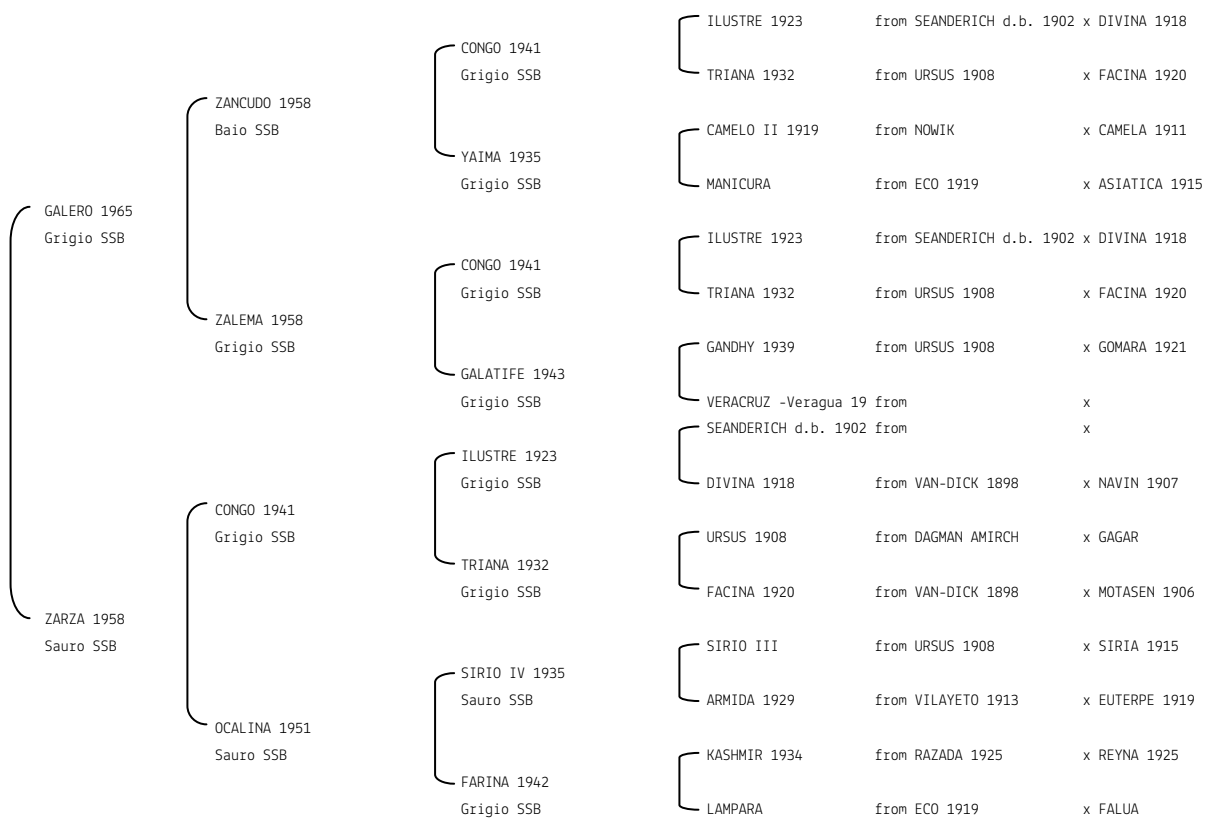 ILUSTRE 1923 from SEANDERICH d.b. 1902 x DIVINA 1918
CONGO 1941
Grigio SSB
TRIANA 1932 from URSUS 1908 x FACINA 1920
ZANCUDO 1958
Baio SSB
CAMELO II 1919 from NOWIK x CAMELA 1911
YAIMA 1935
Grigio SSB
MANICURA from ECO 1919 x ASIATICA 1915
GALERO 1965
Grigio SSB
ILUSTRE 1923 from SEANDERICH d.b. 1902 x DIVINA 1918
CONGO 1941
Grigio SSB
TRIANA 1932 from URSUS 1908 x FACINA 1920
ZALEMA 1958
Grigio SSB
GANDHY 1939 from URSUS 1908 x GOMARA 1921
GALATIFE 1943
Grigio SSB
VERACRUZ -Veragua 19 from x
SEANDERICH d.b. 1902 from x
ILUSTRE 1923
Grigio SSB
DIVINA 1918 from VAN-DICK 1898 x NAVIN 1907
CONGO 1941
Grigio SSB
URSUS 1908 from DAGMAN AMIRCH x GAGAR
TRIANA 1932
Grigio SSB
FACINA 1920 from VAN-DICK 1898 x MOTASEN 1906
ZARZA 1958
Sauro SSB
SIRIO III from URSUS 1908 x SIRIA 1915
SIRIO IV 1935
Sauro SSB
ARMIDA 1929 from VILAYETO 1913 x EUTERPE 1919
OCALINA 1951
Sauro SSB
KASHMIR 1934 from RAZADA 1925 x REYNA 1925
FARINA 1942
Grigio SSB
LAMPARA from ECO 1919 x FALUA